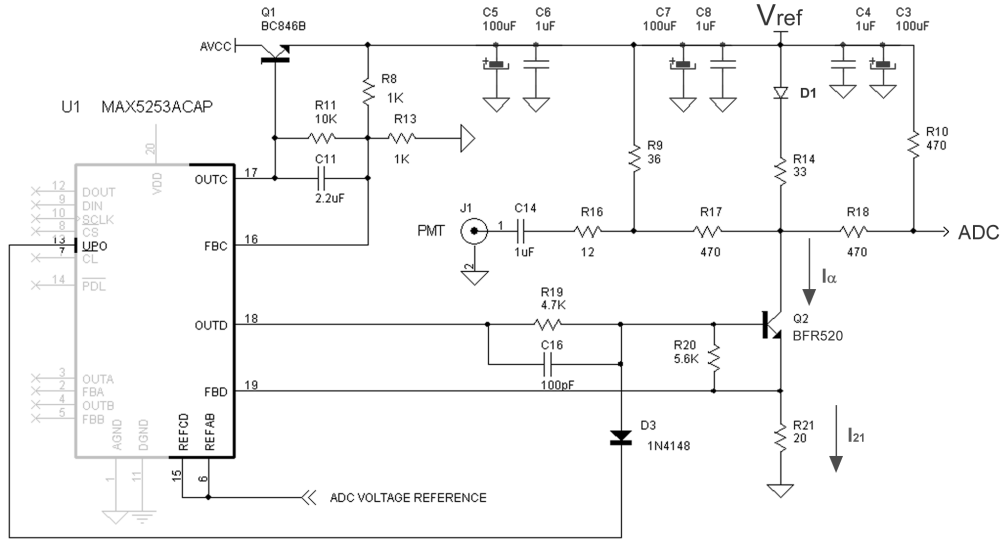 Q1
BC846B
AVCC
C5
100uF
C6
1uF
C7
100uF
C8
1uF
Vref
C4
1uF
C3
100uF
U1 MAX5253ACAP
R8
1K
R11
10K
R13
1K
C11
2.2uF
D1
R9
36
R14
33
R10
470
20
VDD
OUTC
17
12
DOUT
9
DIN
10
SCLK
8
CS
13
UPO
7
CL
14
PDL
FBC
16
J1
PMT
1
2
C14
1uF
R16
12
R17
470
R18
470
ADC
Iα
OUTD
18
R19
4.7K
C16
100pF
R20
5.6K
Q2
BFR520
3
OUTA
2
FBA
4
OUTB
5
FBB
FBD
19
AGND
DGND
REFCD
REFAB
1
11
15
6
D3
1N4148
R21
20
I21
ADC VOLTAGE REFERENCE